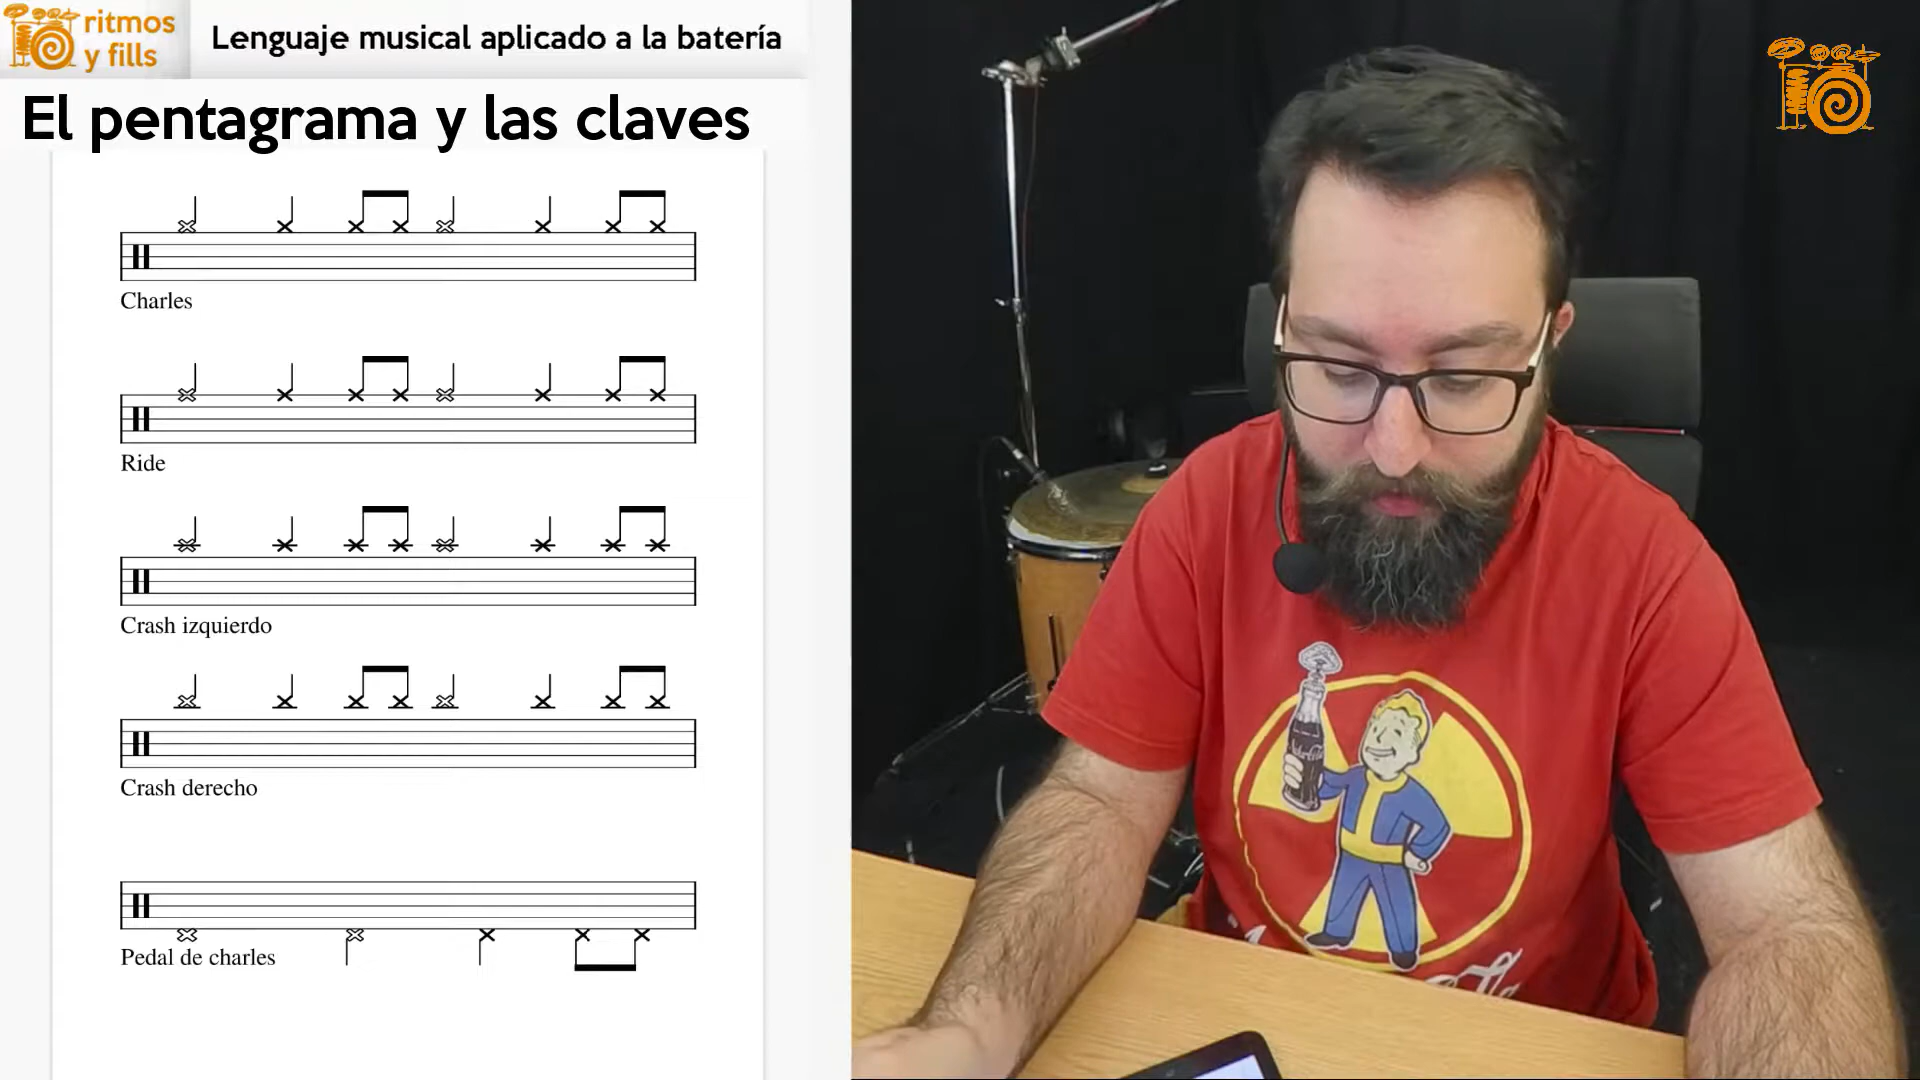 ritmos
y fills
Lenguaje musical aplicado a la batería
El pentagrama y las claves
Charles
Ride
Crash izquierdo
Crash derecho
Pedal de charles